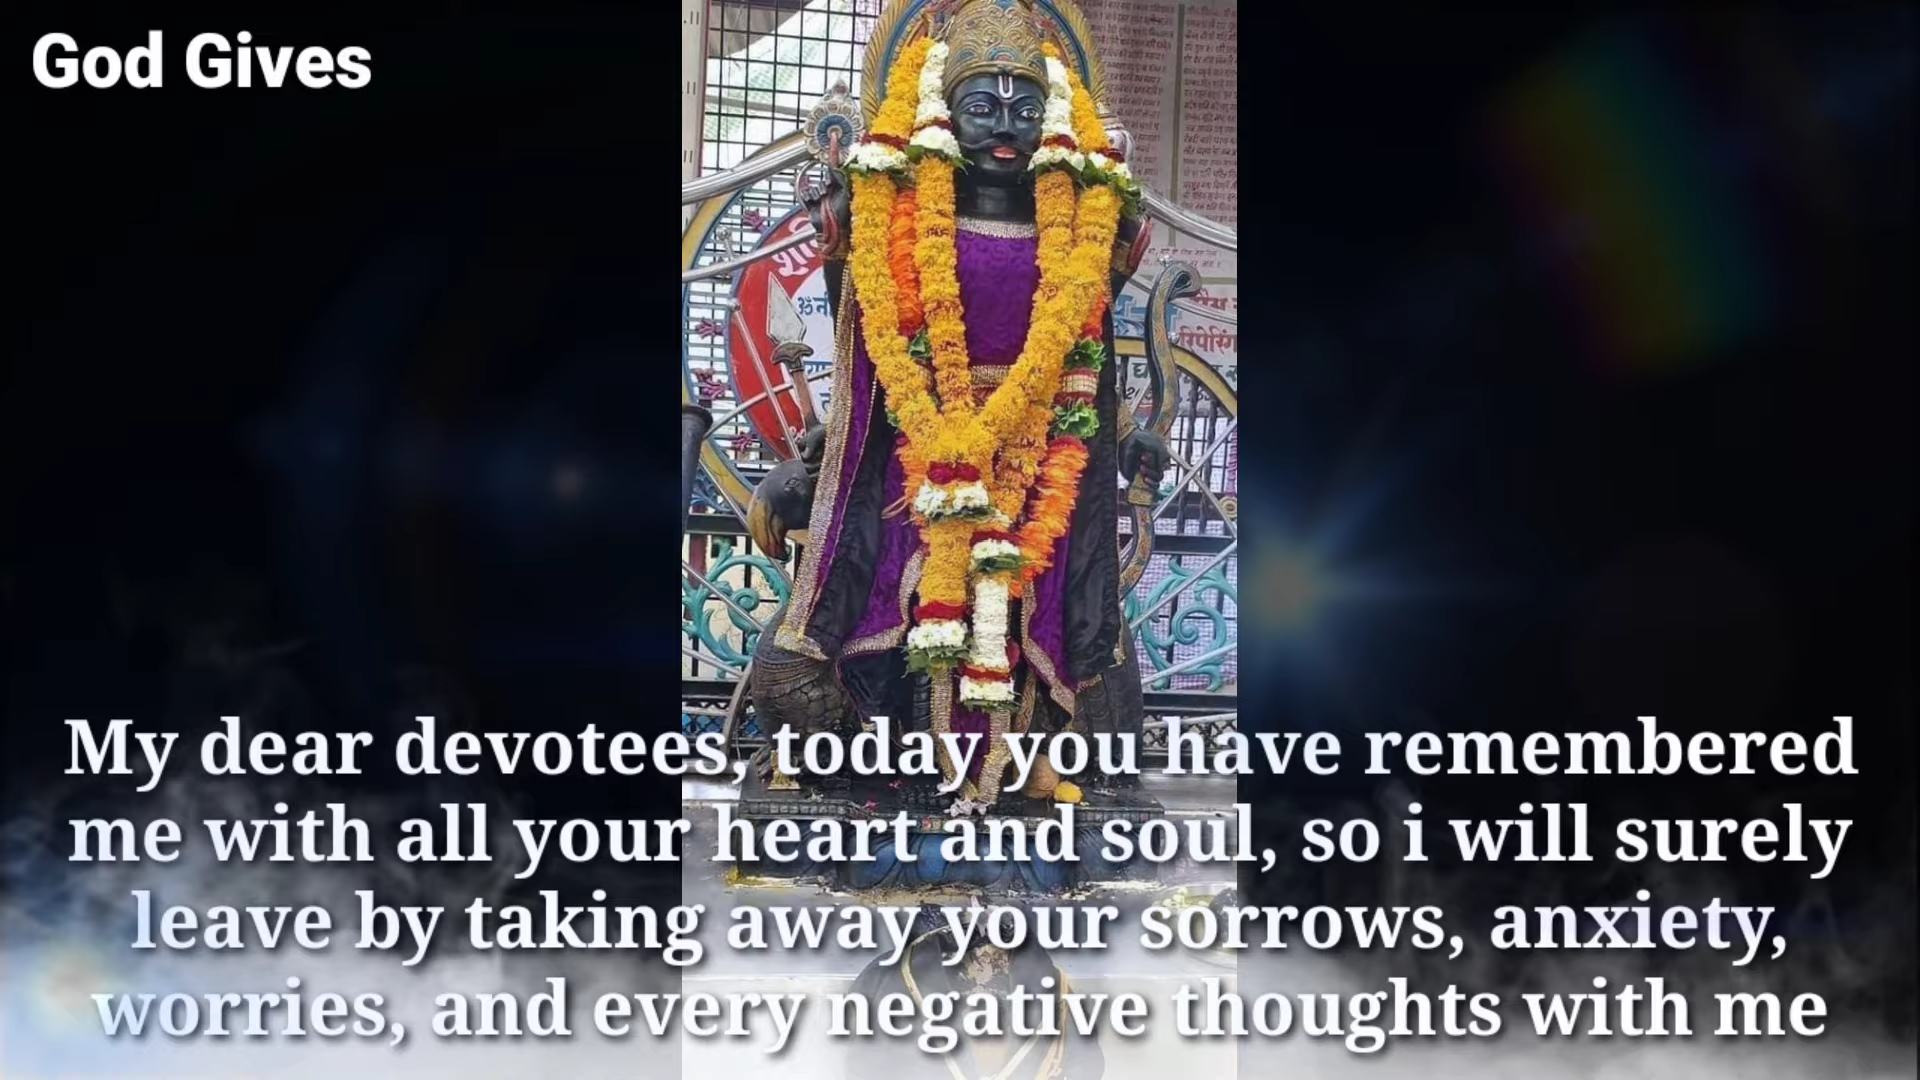 God Gives
शनि
ॐ नी
रिपेरिंग
My dear devotees, today you have remembered
me with all your heart and soul, so i will surely
leave by taking away your sorrows, anxiety,
worries, and every negative thoughts with me